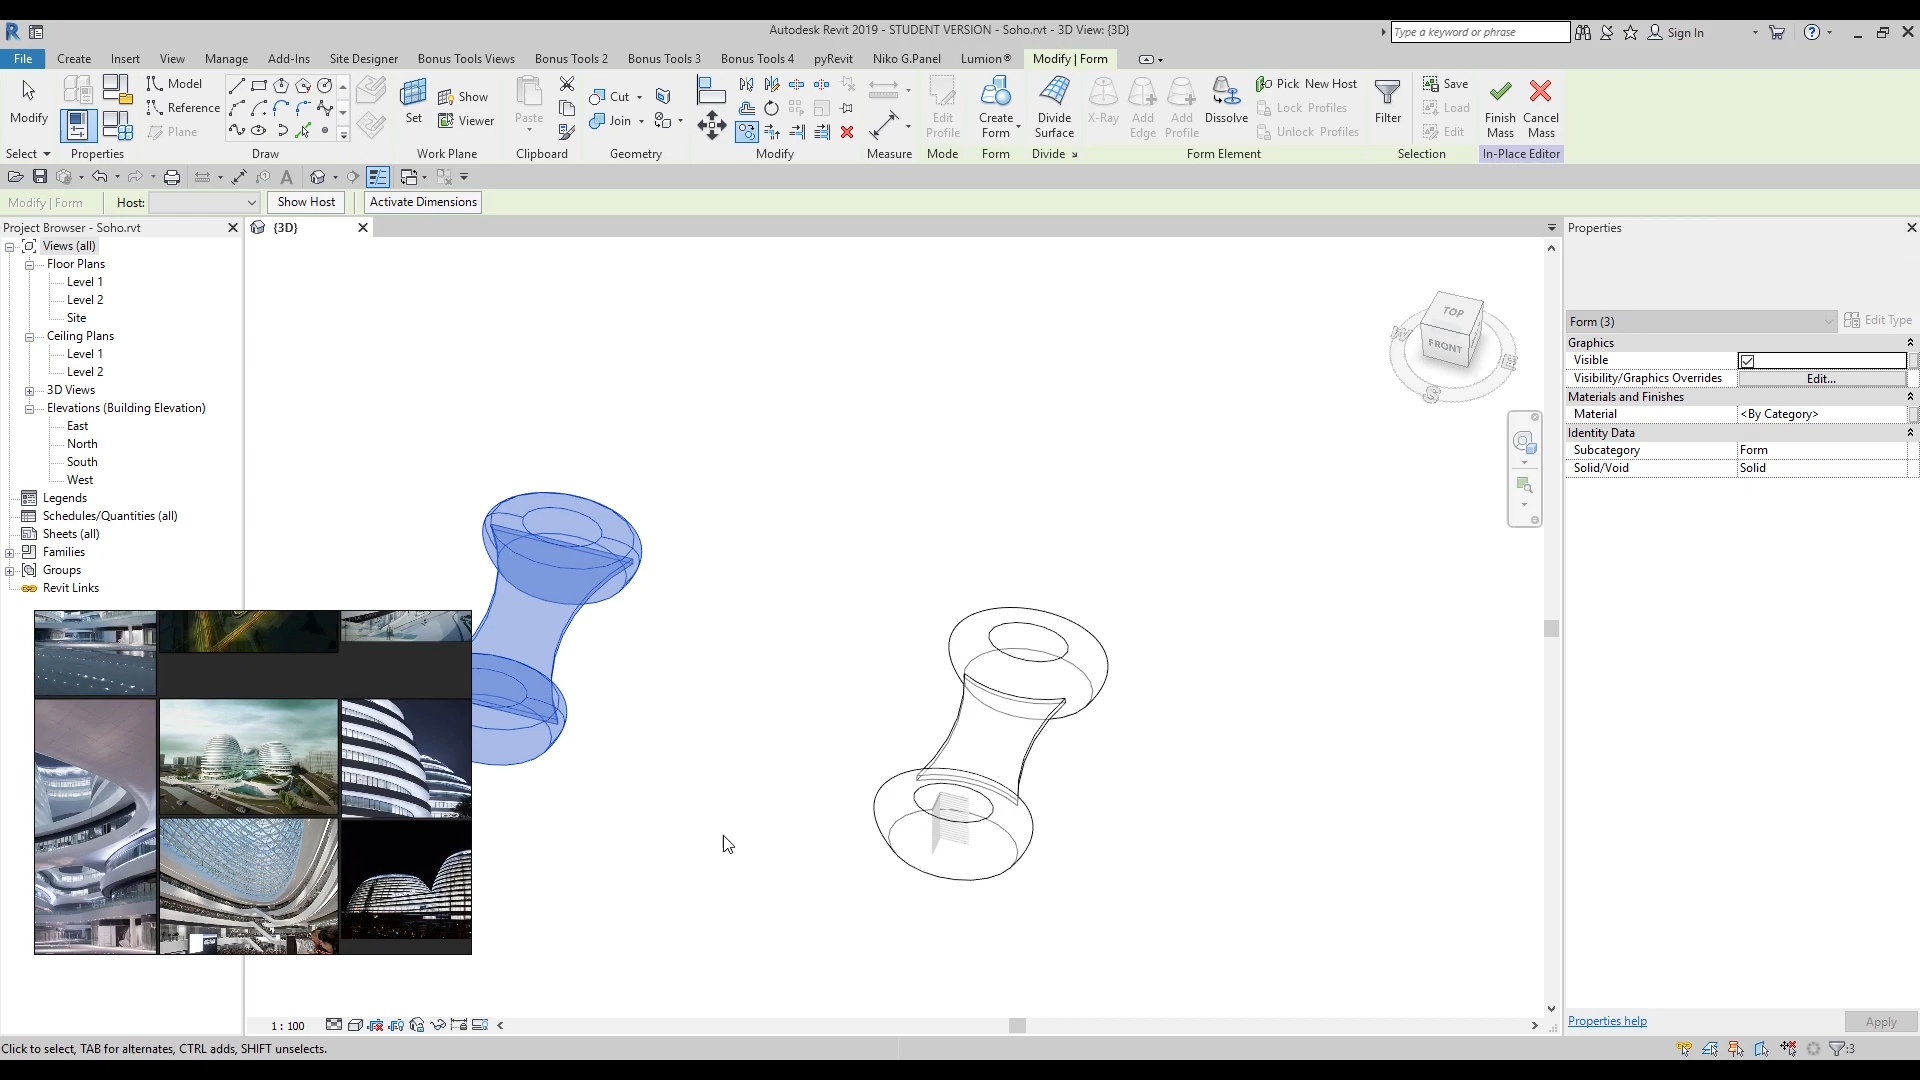 Autodesk Revit 2019 - STUDENT VERSION - Soho.rvt - 3D View: {3D}
Type a keyword or phrase
Sign In
File Create Insert View Manage Add-Ins Site Designer Bonus Tools Views Bonus Tools 2 Bonus Tools 3 Bonus Tools 4 pyRevit Niko G.Panel Lumion® Modify | Form
Modify
Model
Reference
Plane
Set
Show
Viewer
Paste
Cut
Join
Edit Profile
Create Form
Divide Surface
X-Ray
Add Edge
Add Profile
Dissolve
Pick New Host
Lock Profiles
Unlock Profiles
Filter
Save
Load
Edit
Finish Mass
Cancel Mass
Select Properties Draw Work Plane Clipboard Geometry Modify Measure Mode Form Divide Form Element Selection In-Place Editor
Modify | Form Host: Show Host Activate Dimensions
Project Browser - Soho.rvt
{3D}
Properties
Views (all)
Floor Plans
Level 1
Level 2
Site
Ceiling Plans
Level 1
Level 2
3D Views
Elevations (Building Elevation)
East
North
South
West
Legends
Schedules/Quantities (all)
Sheets (all)
Families
Groups
Revit Links
TOP
FRONT
W
E
S
Form (3) Edit Type
Graphics
Visible
Visibility/Graphics Overrides Edit...
Materials and Finishes
Material <By Category>
Identity Data
Subcategory Form
Solid/Void Solid
Properties help Apply
1 : 100
Click to select, TAB for alternates, CTRL adds, SHIFT unselects.
:3